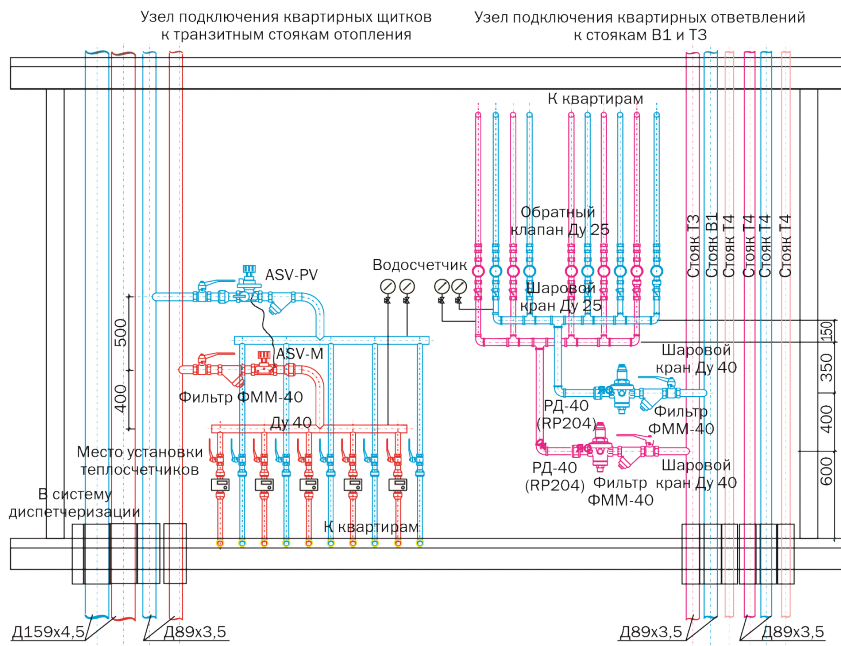 Узел подключения квартирных щитков
к транзитным стоякам отопления
Узел подключения квартирных ответвлений
к стоякам В1 и Т3
К квартирам
Обратный
клапан Ду 25
Водосчетчик
Шаровой
кран Ду 25
ASV-PV
ASV-M
Фильтр ФММ-40
Ду 40
Место установки
теплосчетчиков
В систему
диспетчеризации
К квартирам
500
400
Шаровой
кран Ду 40
РД-40
(RP204)
Фильтр
ФММ-40
РД-40
(RP204)
Фильтр
ФММ-40
Шаровой
кран Ду 40
Стояк Т3
Стояк В1
Стояк Т4
Стояк Т4
Стояк Т4
Стояк Т4
150
350
400
600
Д159х4,5
Д89х3,5
Д89х3,5
Д89х3,5